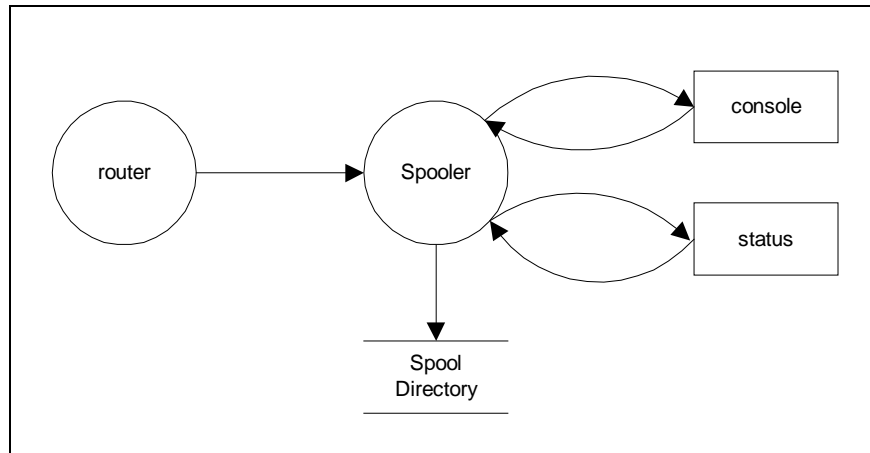 router
Spooler
console
status
Spool
Directory